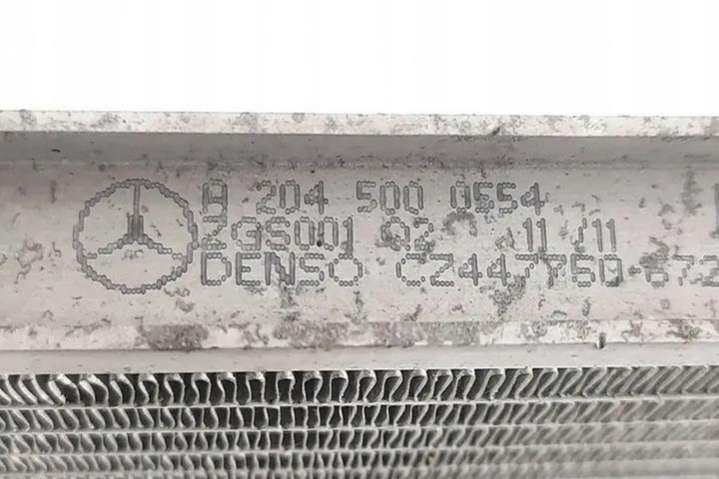 A 204 500 0554
ZGS001 Q2 11/11
DENSO CZ447750-672